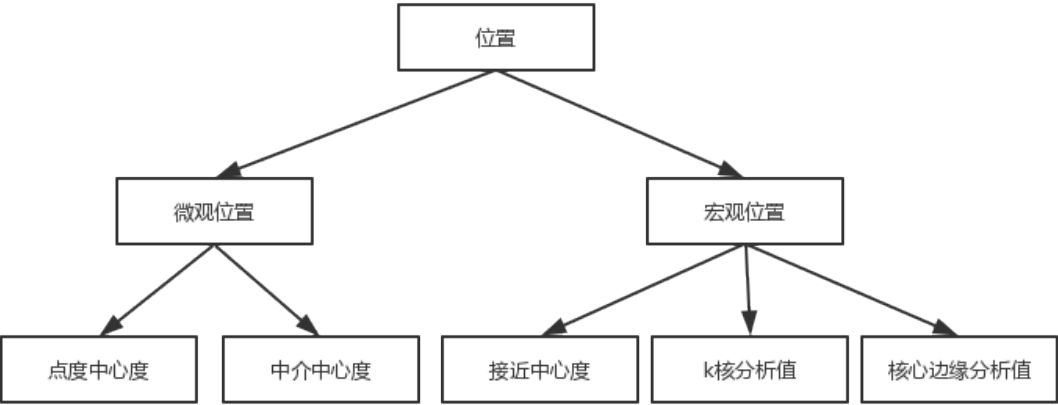 位置
微观位置
宏观位置
点度中心度
中介中心度
接近中心度
k核分析值
核心边缘分析值